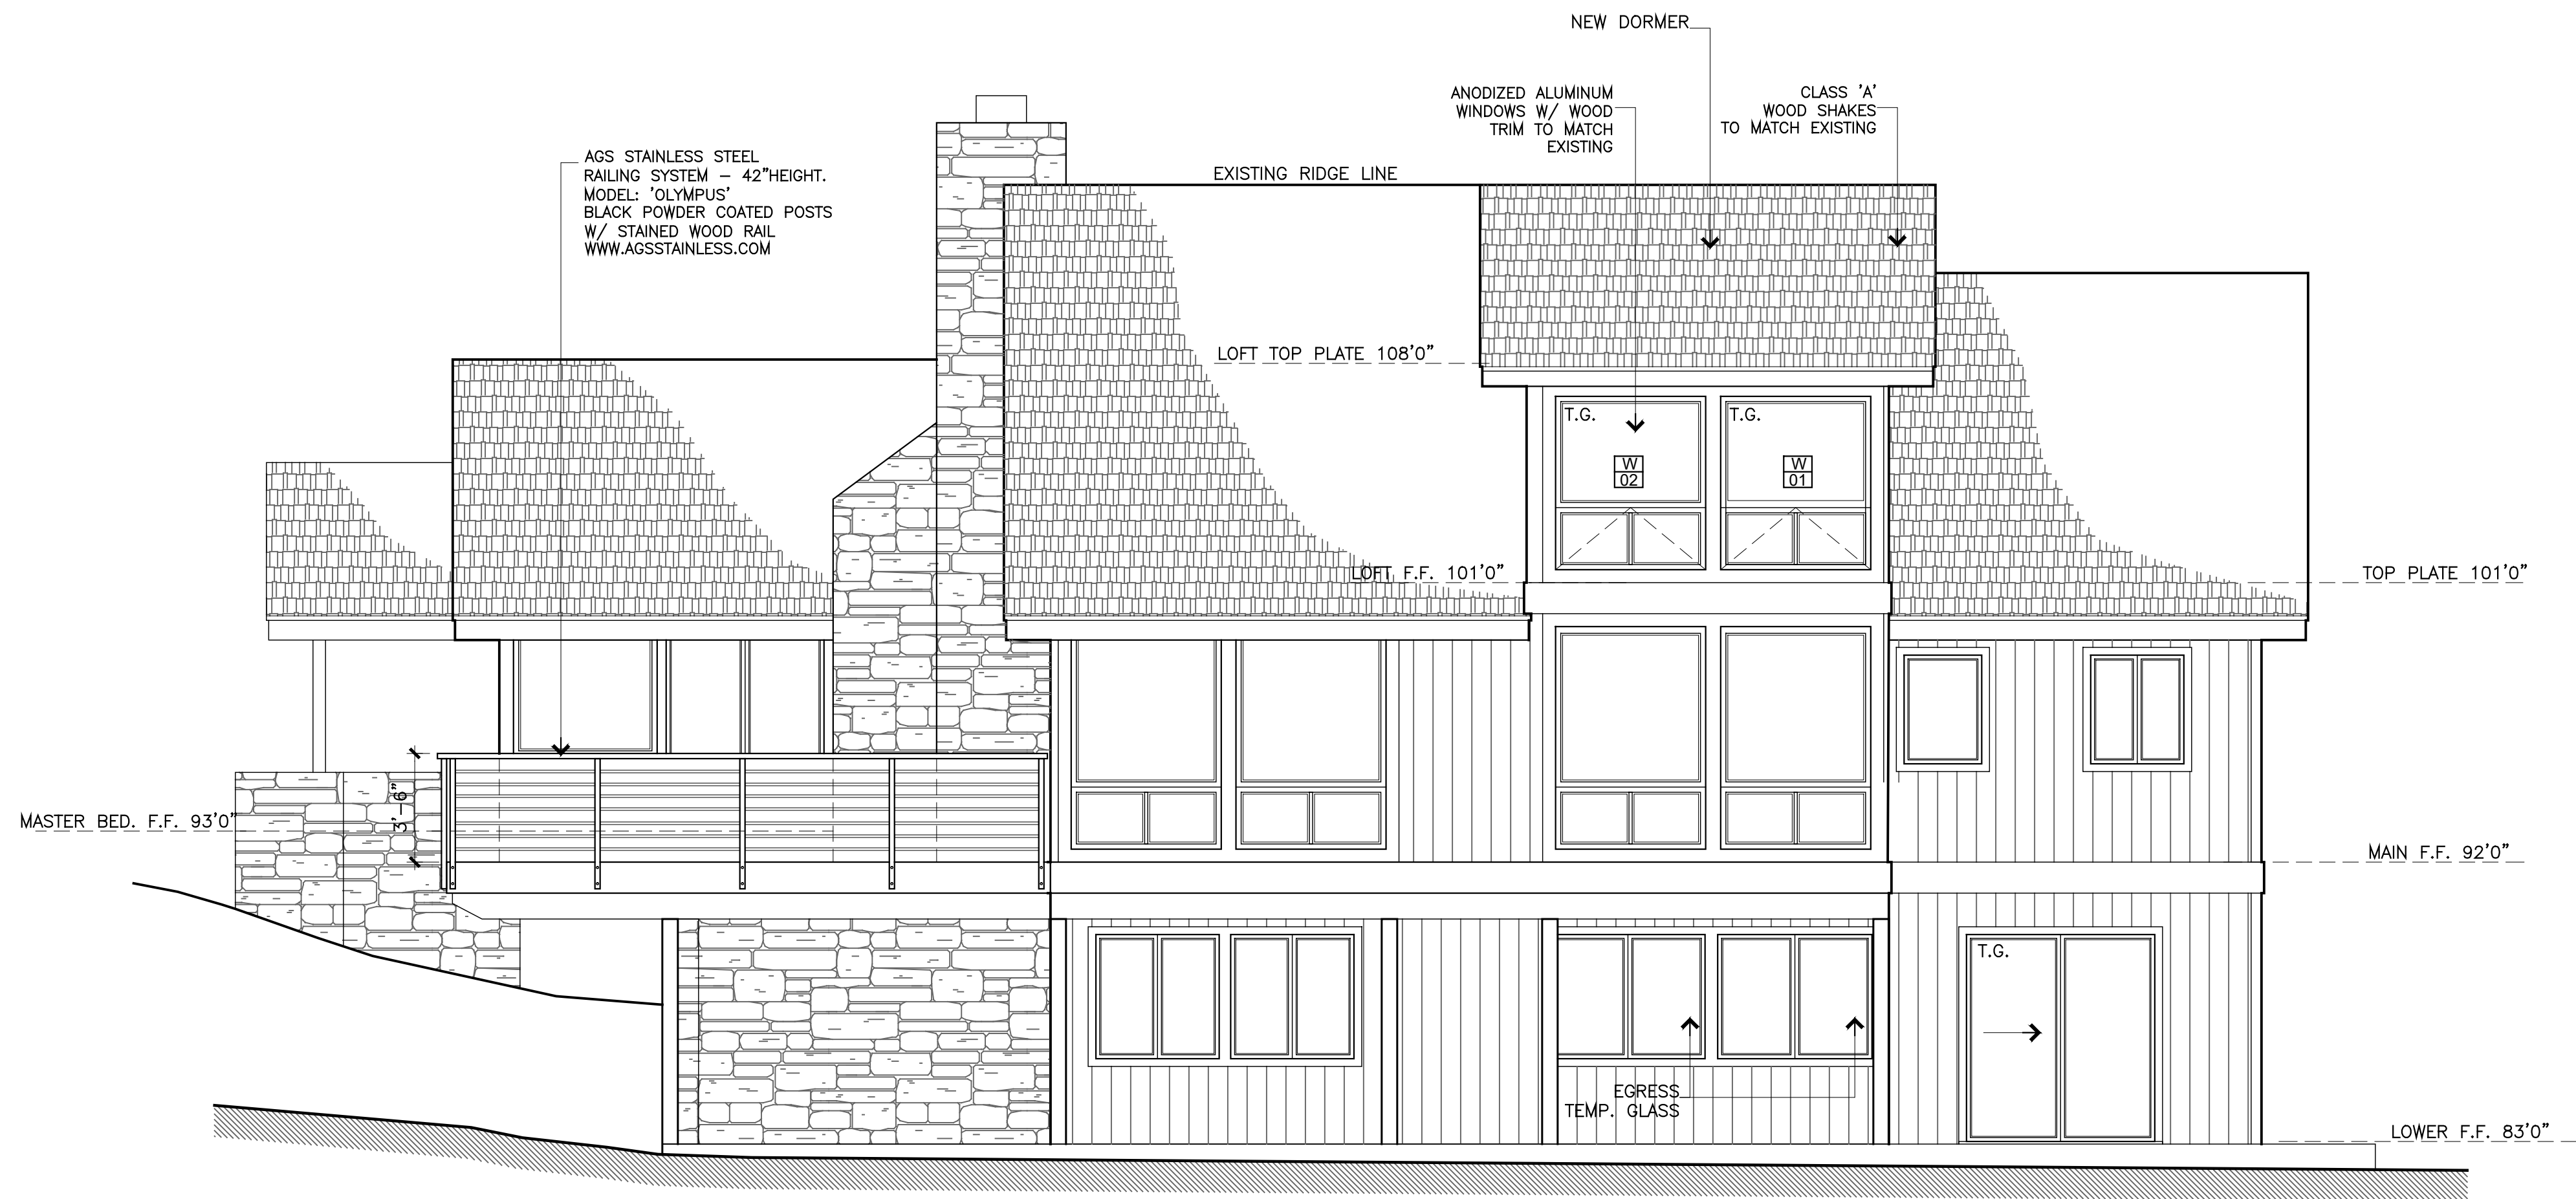 NEW DORMER
ANODIZED ALUMINUM
WINDOWS W/ WOOD
TRIM TO MATCH
EXISTING
CLASS 'A'
WOOD SHAKES
TO MATCH EXISTING
AGS STAINLESS STEEL
RAILING SYSTEM – 42"HEIGHT.
MODEL: 'OLYMPUS'
BLACK POWDER COATED POSTS
W/ STAINED WOOD RAIL
WWW.AGSSTAINLESS.COM
EXISTING RIDGE LINE
LOFT TOP PLATE 108'0"
T.G.
T.G.
W
02
W
01
LOFT F.F. 101'0"
TOP PLATE 101'0"
3'–6"
MASTER BED. F.F. 93'0"
MAIN F.F. 92'0"
T.G.
EGRESS
TEMP. GLASS
LOWER F.F. 83'0"